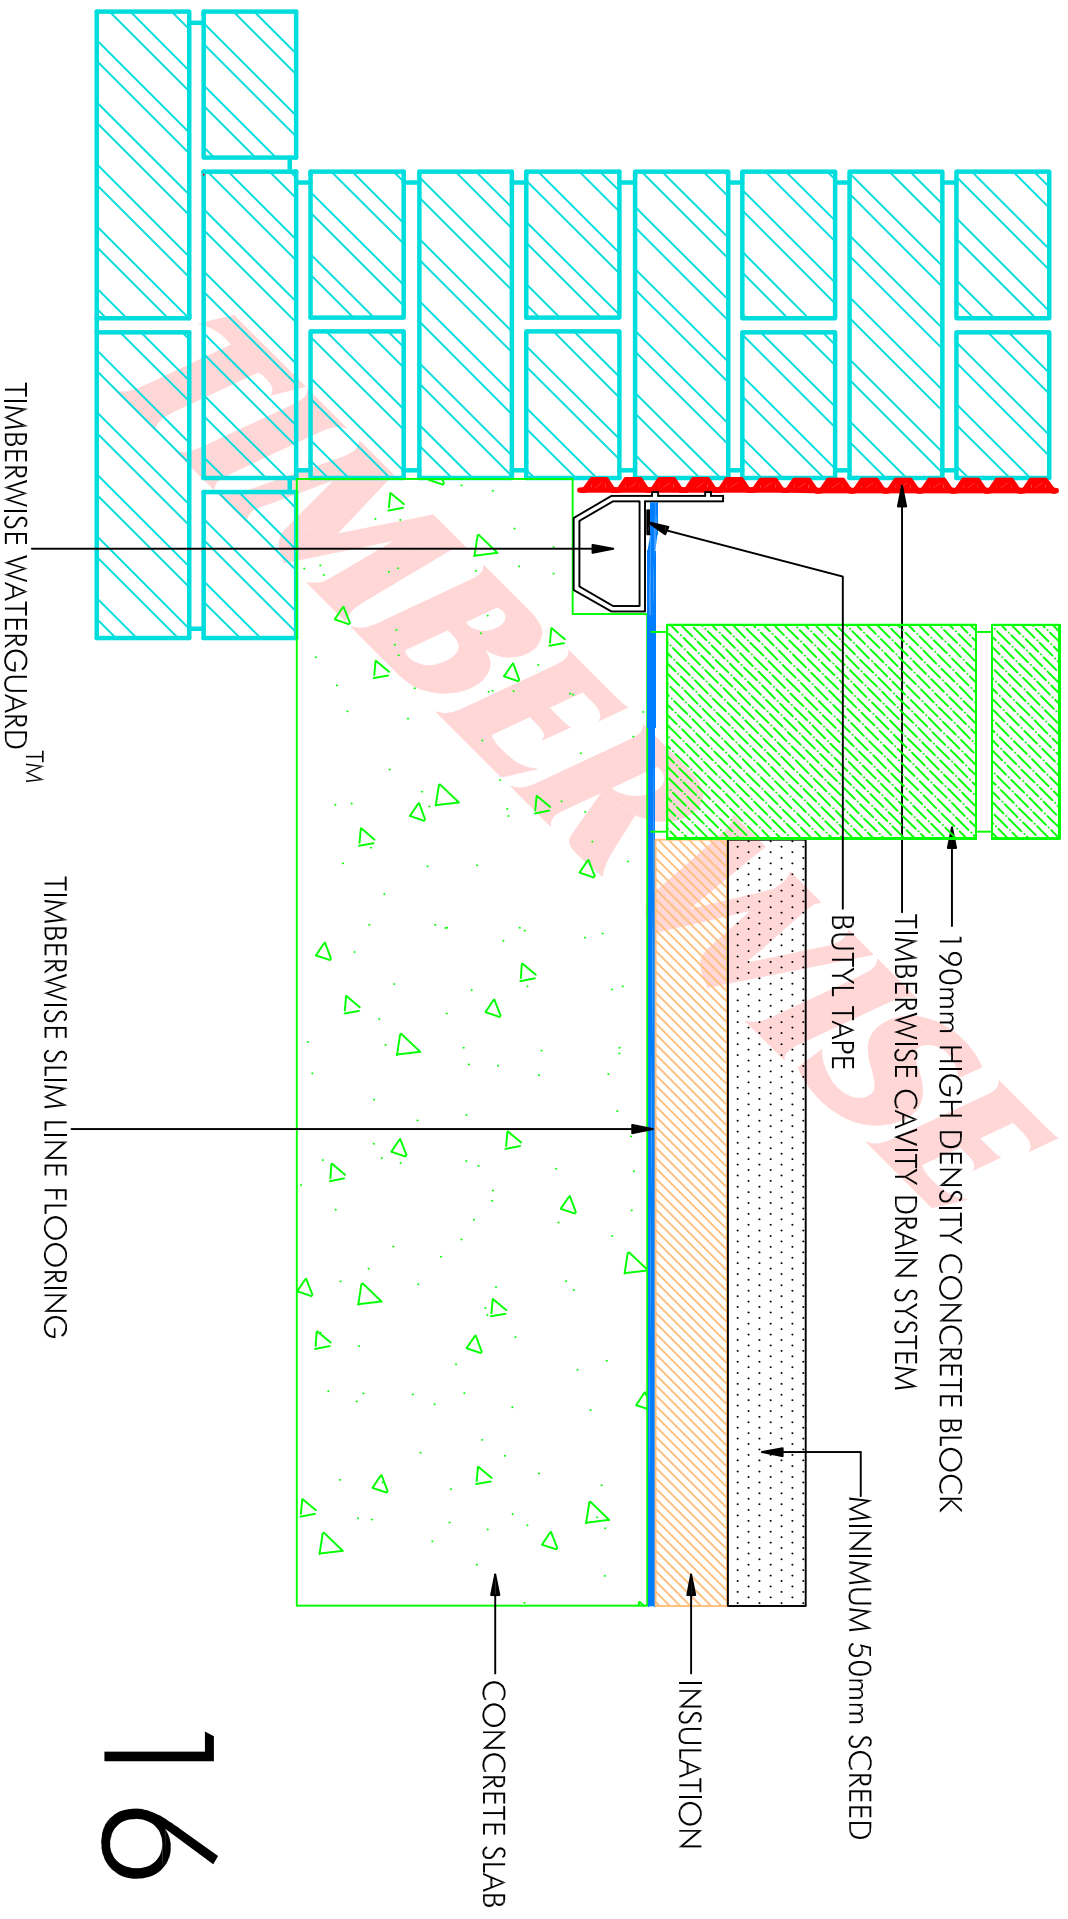 190mm HIGH DENSITY CONCRETE BLOCK
TIMBERWISE CAVITY DRAIN SYSTEM
MINIMUM 50mm SCREED
BUTYL TAPE
INSULATION
CONCRETE SLAB
TIMBERWISE WATERGUARD™
TIMBERWISE SLIM LINE FLOORING
16
TIMBERWISE